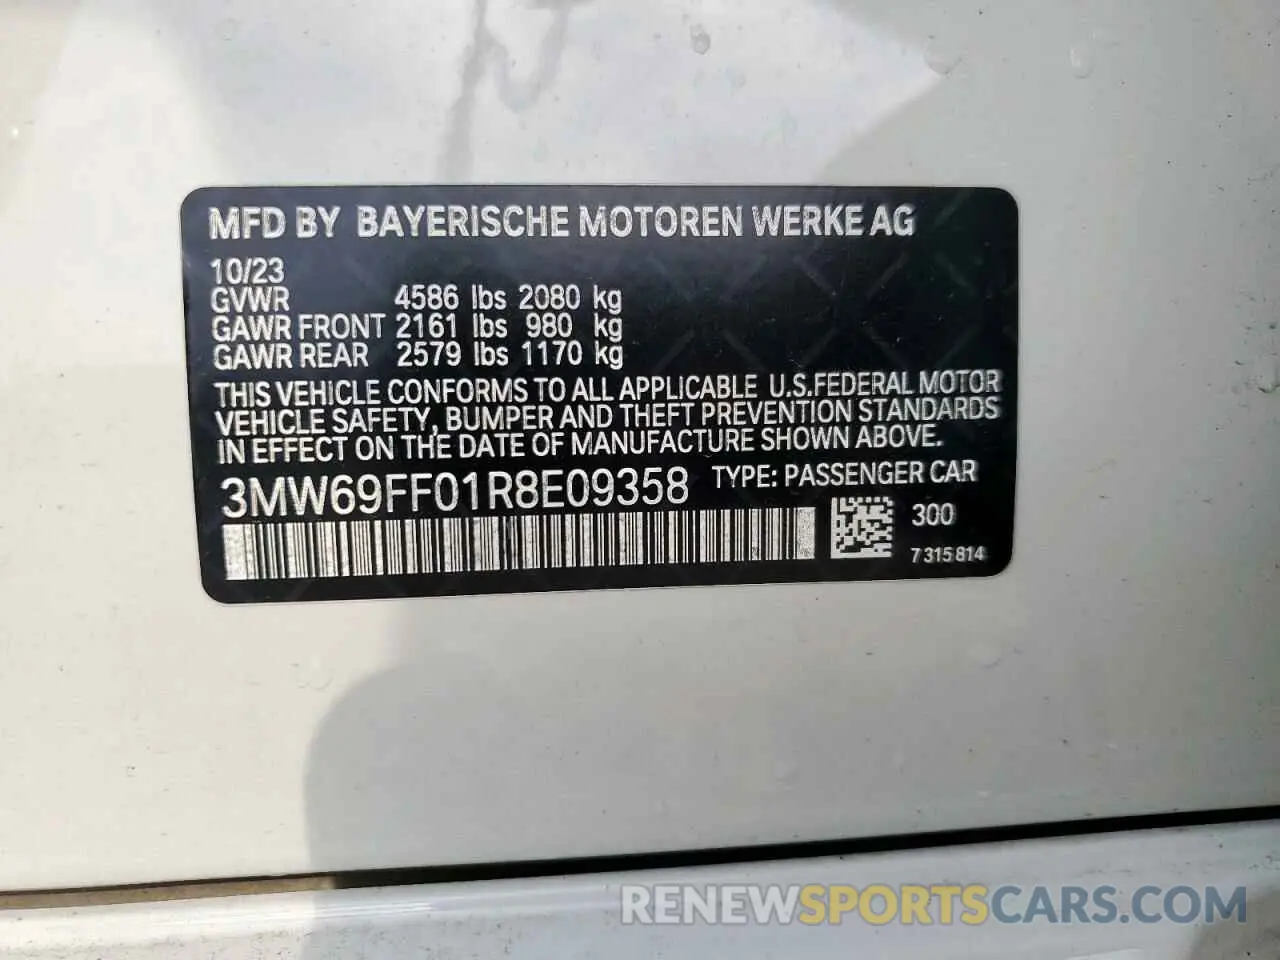 MFD BY BAYERISCHE MOTOREN WERKE AG
10/23
GVWR 4586 lbs 2080 kg
GAWR FRONT 2161 lbs 980 kg
GAWR REAR 2579 lbs 1170 kg
THIS VEHICLE CONFORMS TO ALL APPLICABLE U.S.FEDERAL MOTOR
VEHICLE SAFETY, BUMPER AND THEFT PREVENTION STANDARDS
IN EFFECT ON THE DATE OF MANUFACTURE SHOWN ABOVE.
3MW69FF01R8E09358 TYPE: PASSENGER CAR
300
7 315 814
RENEWSPORTSCARS.COM